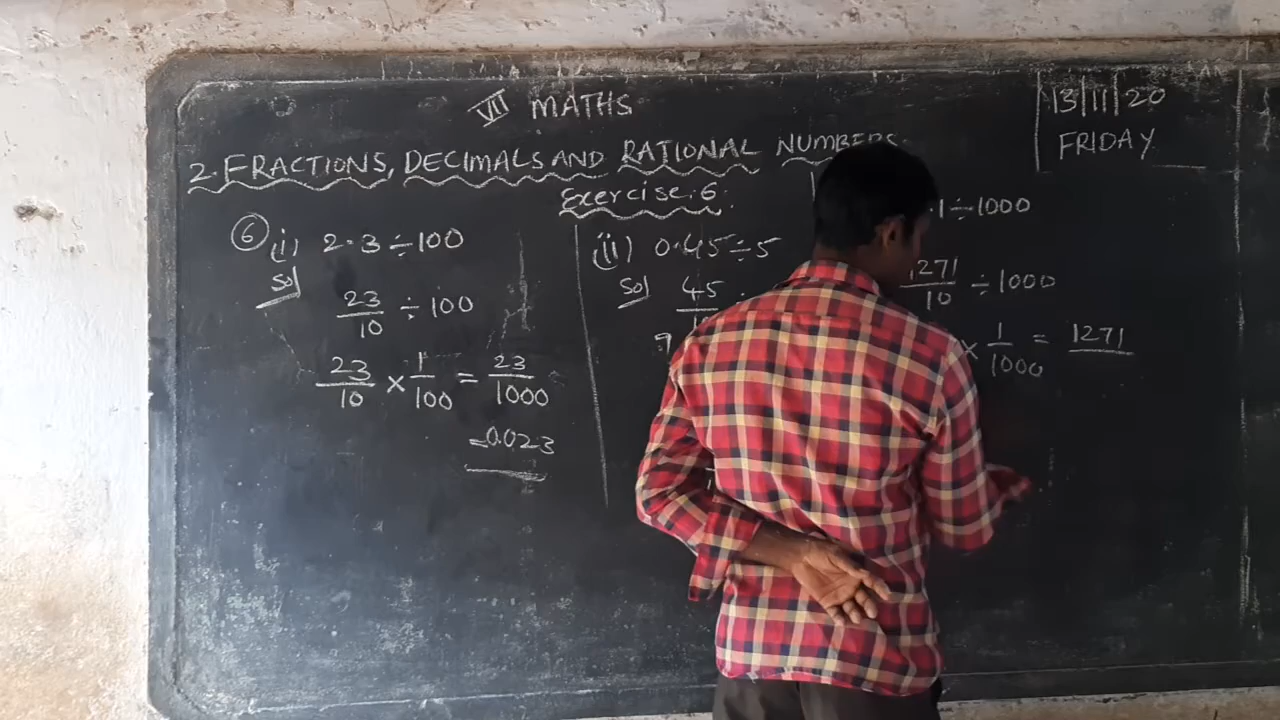 VII MATHS
13/11/20
FRIDAY
2. FRACTIONS, DECIMALS AND RATIONAL NUMBERS
Exercise:6
6 (i) 2.3÷100
Sol
23/10 ÷ 100
23/10 × 1/100 = 23/1000
=0.023
(ii) 0.45÷5
Sol
45
9
.1÷1000
1271/10 ÷1000
× 1/1000 = 1271